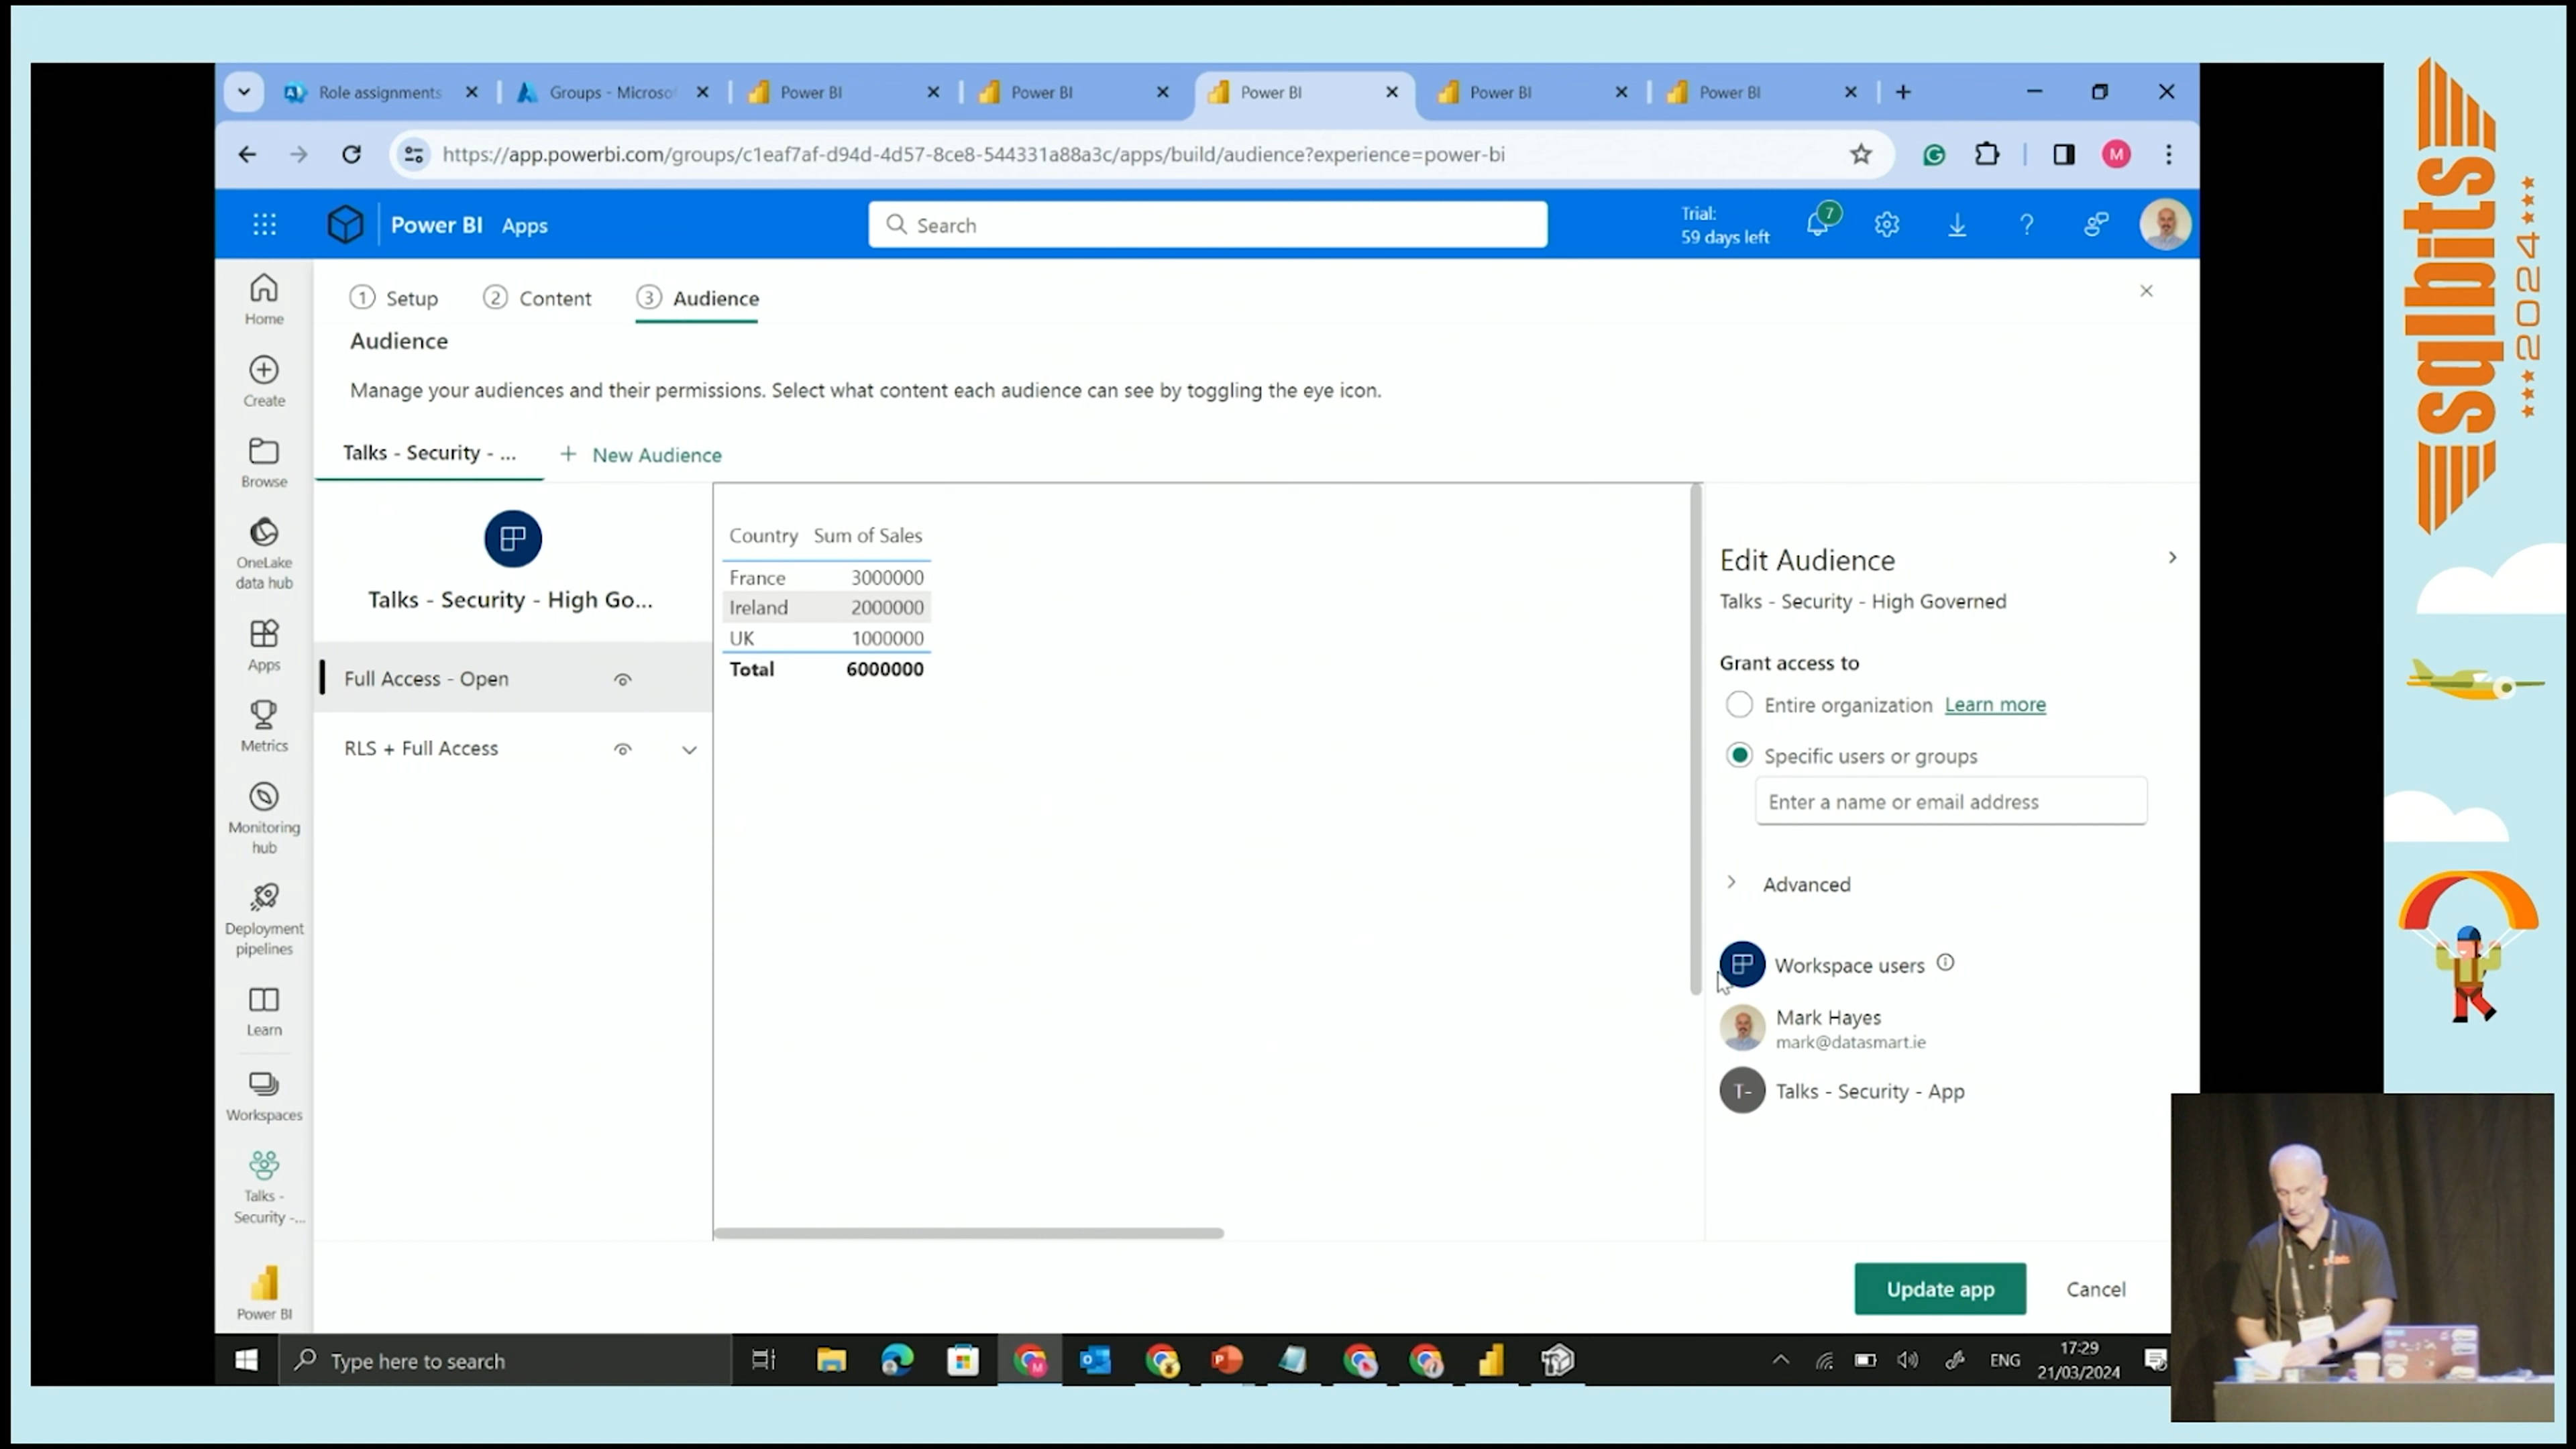 Role assignments
Groups - Microso
Power BI
Power BI
Power BI
Power BI
Power BI
https://app.powerbi.com/groups/c1eaf7af-d94d-4d57-8ce8-544331a88a3c/apps/build/audience?experience=power-bi
M
Power BI Apps
Search
Trial:
59 days left
7
1 Setup
2 Content
3 Audience
Audience
Manage your audiences and their permissions. Select what content each audience can see by toggling the eye icon.
Talks - Security - ...
+ New Audience
Home
Create
Browse
OneLake
data hub
Apps
Metrics
Monitoring
hub
Deployment
pipelines
Learn
Workspaces
Talks -
Security -...
Power BI
Talks - Security - High Go...
Full Access - Open
RLS + Full Access
Country Sum of Sales
France 3000000
Ireland 2000000
UK 1000000
Total 6000000
Edit Audience
Talks - Security - High Governed
Grant access to
Entire organization Learn more
Specific users or groups
Enter a name or email address
Advanced
Workspace users
Mark Hayes
mark@datasmart.ie
T- Talks - Security - App
Update app
Cancel
Type here to search
ENG
17:29
21/03/2024
sqlbits
2024